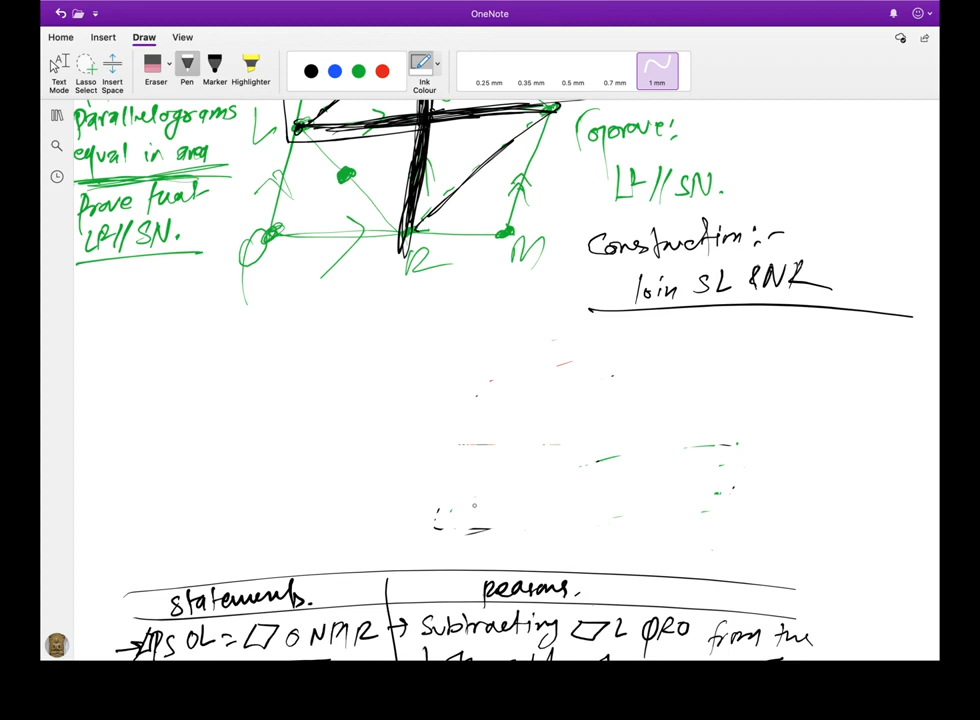 OneNote
Home Insert Draw View
Text Mode
Lasso Select
Insert Space
Eraser
Pen
Marker
Highlighter
0.25 mm 0.35 mm 0.5 mm 0.7 mm 1 mm
Ink Colour
Parallelograms
equal in area
Prove that
LR // SN.
L
Q
R
M
To prove:
LR // SN.
Construction:-
Join SL & NR
statements. reasons.
PSOL = ▱ ONMR → Subtracting ▱ LQRO from the